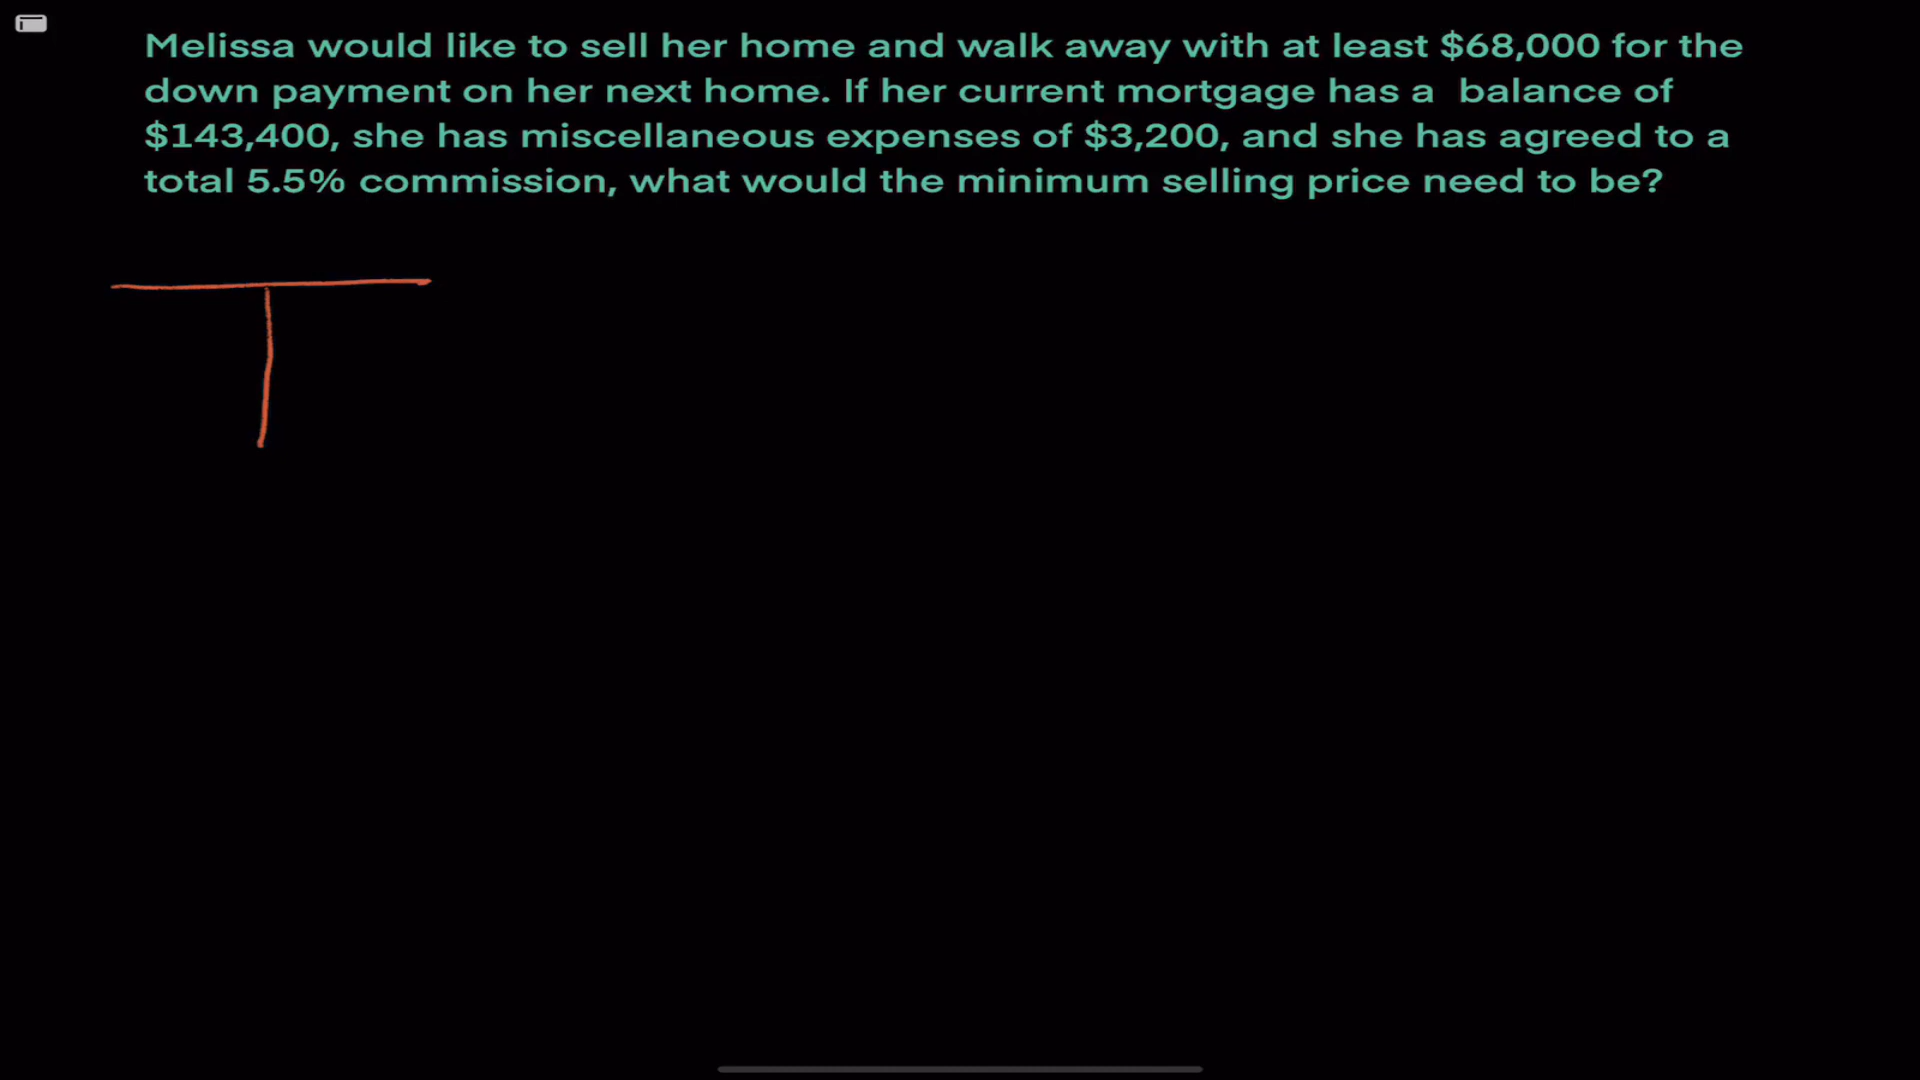 Melissa would like to sell her home and walk away with at least $68,000 for the
down payment on her next home. If her current mortgage has a balance of
$143,400, she has miscellaneous expenses of $3,200, and she has agreed to a
total 5.5% commission, what would the minimum selling price need to be?